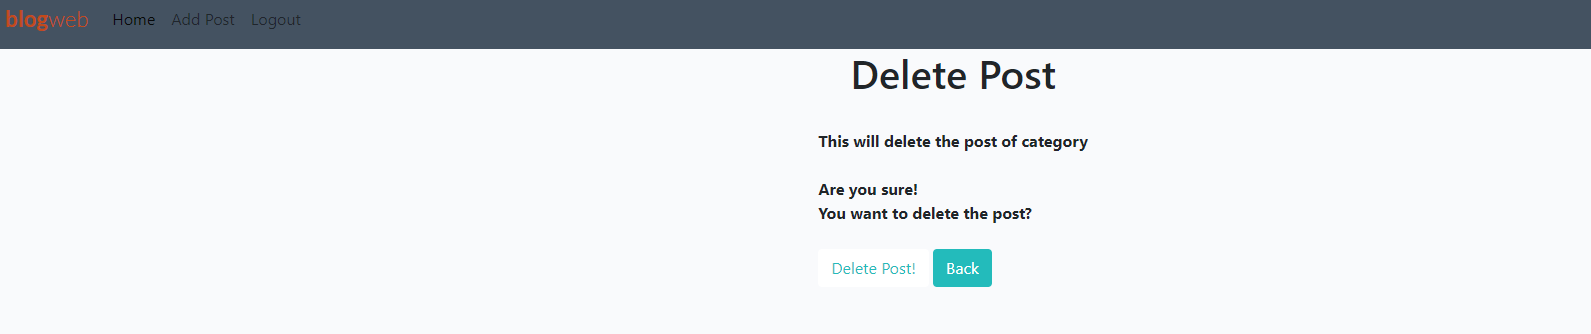 blogweb Home Add Post Logout
Delete Post
This will delete the post of category
Are you sure!
You want to delete the post?
Delete Post! Back